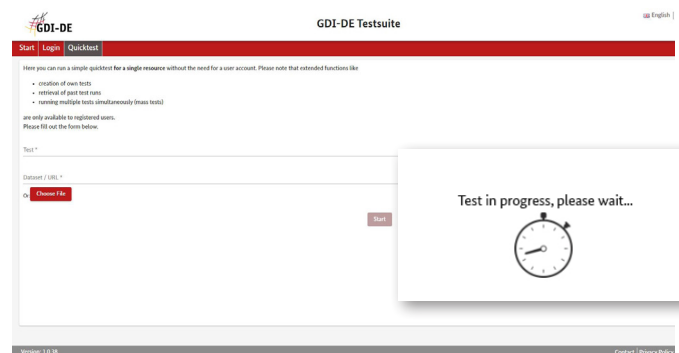 GDI-DE
GDI-DE Testsuite
English
Start Login Quicktest
Here you can run a simple quicktest for a single resource without the need for a user account. Please note that extended functions like
creation of own tests
retrieval of past test runs
running multiple tests simultaneously (mass tests)
are only available to registered users.
Please fill out the form below.
Test *
Dataset / URL *
Or Choose File
Start
Test in progress, please wait...
Version: 1.0.38
Contact Privacy Policy